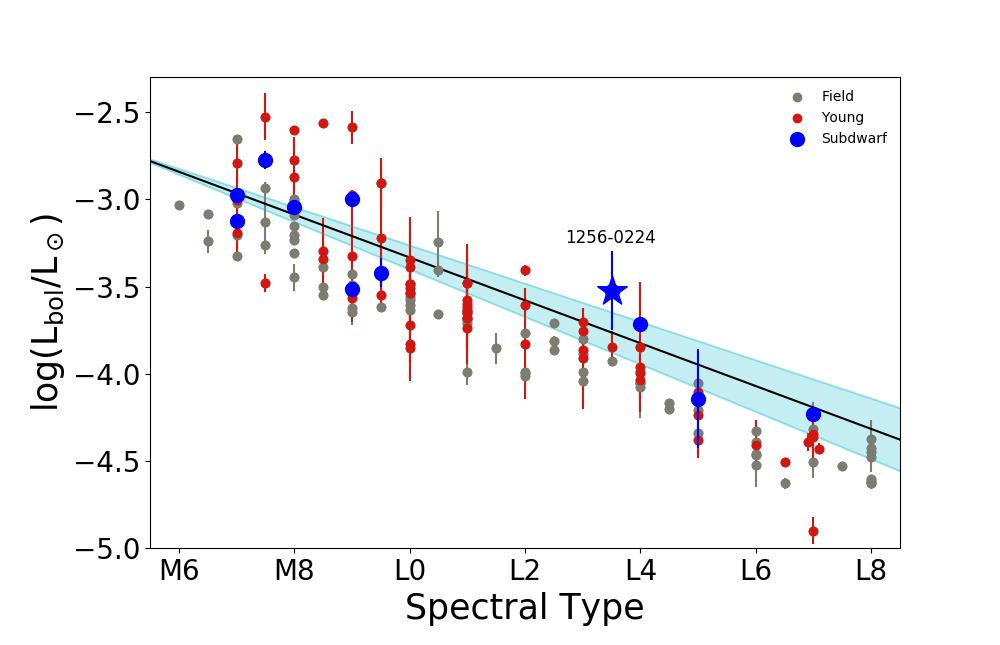 Field
Young
Subdwarf
1256-0224
−2.5
−3.0
−3.5
−4.0
−4.5
−5.0
log(L_bol/L_⊙)
M6 M8 L0 L2 L4 L6 L8
Spectral Type